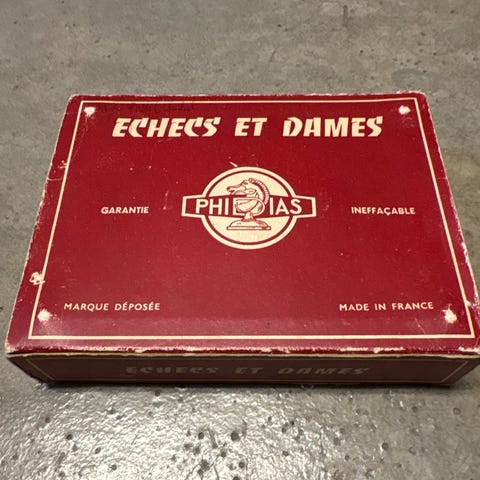 ECHECS ET DAMES
GARANTIE
PHIDIAS
INEFFAÇABLE
MARQUE DÉPOSÉE
MADE IN FRANCE
ECHECS ET DAMES